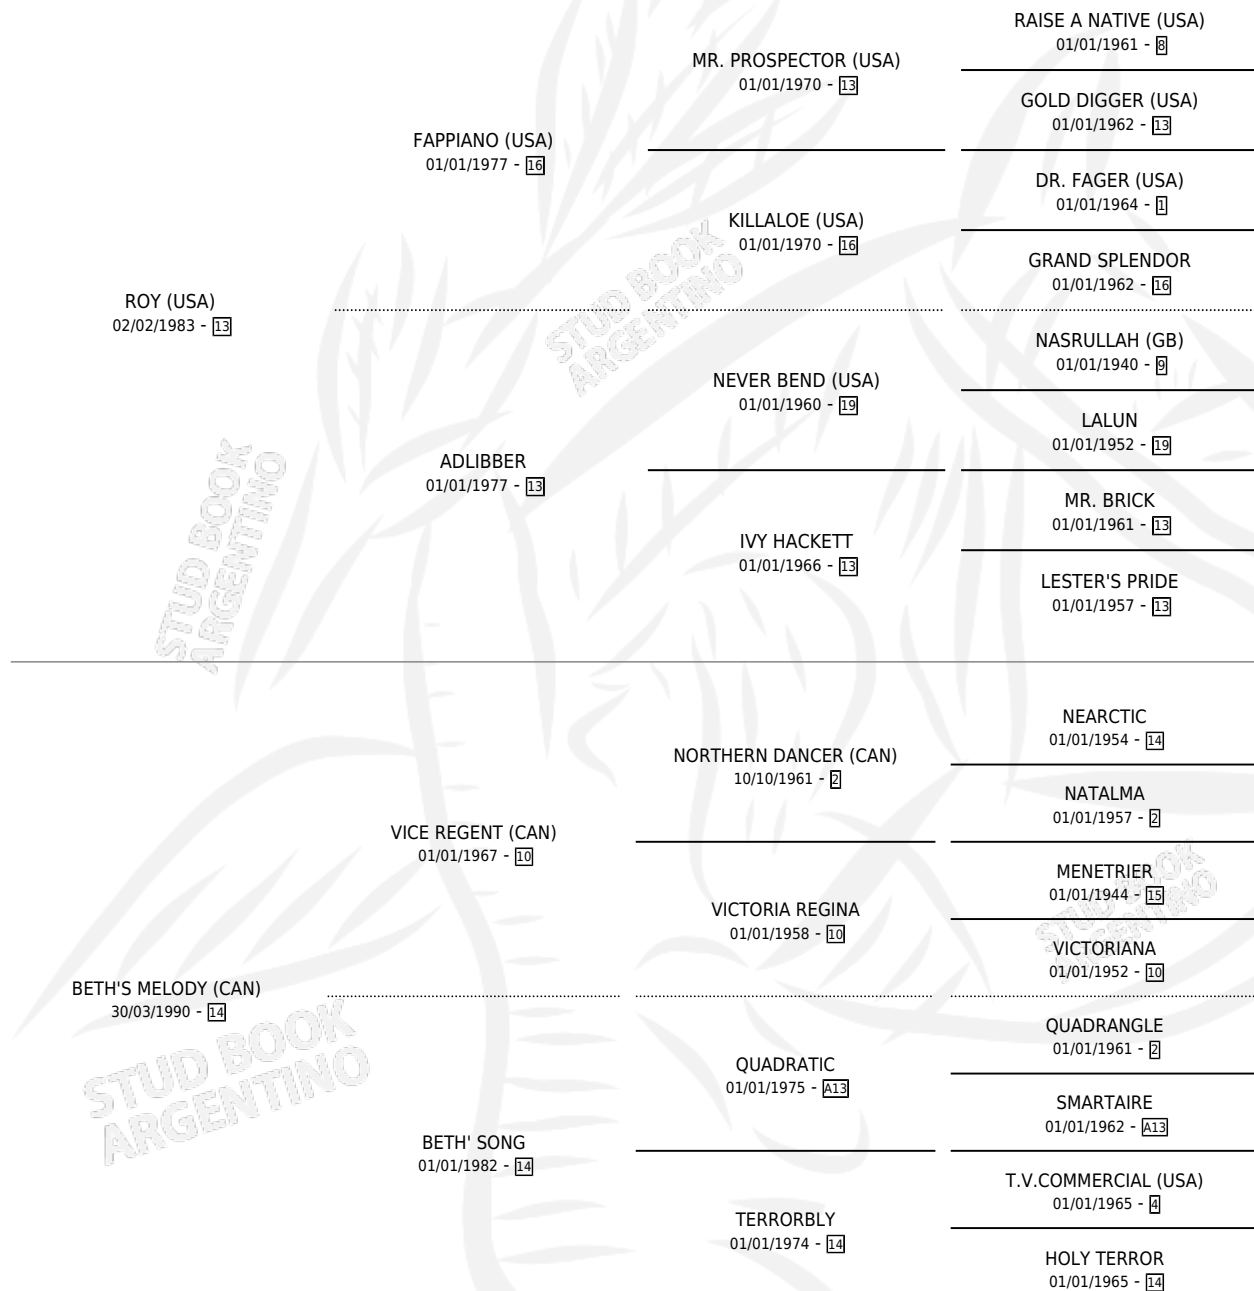 RAISE A NATIVE (USA)
01/01/1961 - 8
MR. PROSPECTOR (USA)
01/01/1970 - 13
GOLD DIGGER (USA)
01/01/1962 - 13
FAPPIANO (USA)
01/01/1977 - 16
DR. FAGER (USA)
01/01/1964 - 1
KILLALOE (USA)
01/01/1970 - 16
GRAND SPLENDOR
01/01/1962 - 16
ROY (USA)
02/02/1983 - 13
NASRULLAH (GB)
01/01/1940 - 9
NEVER BEND (USA)
01/01/1960 - 19
LALUN
01/01/1952 - 19
ADLIBBER
01/01/1977 - 13
MR. BRICK
01/01/1961 - 13
IVY HACKETT
01/01/1966 - 13
LESTER'S PRIDE
01/01/1957 - 13
NEARCTIC
01/01/1954 - 14
NORTHERN DANCER (CAN)
10/10/1961 - 2
NATALMA
01/01/1957 - 2
VICE REGENT (CAN)
01/01/1967 - 10
MENETRIER
01/01/1944 - 15
VICTORIA REGINA
01/01/1958 - 10
VICTORIANA
01/01/1952 - 10
BETH'S MELODY (CAN)
30/03/1990 - 14
QUADRANGLE
01/01/1961 - 2
QUADRATIC
01/01/1975 - A13
SMARTAIRE
01/01/1962 - A13
BETH' SONG
01/01/1982 - 14
T.V.COMMERCIAL (USA)
01/01/1965 - 4
TERRORBLY
01/01/1974 - 14
HOLY TERROR
01/01/1965 - 14
STUD BOOK
ARGENTINO
STUD BOOK
ARGENTINO
STUD BOOK
ARGENTINO
STUD BOOK
ARGENTINO